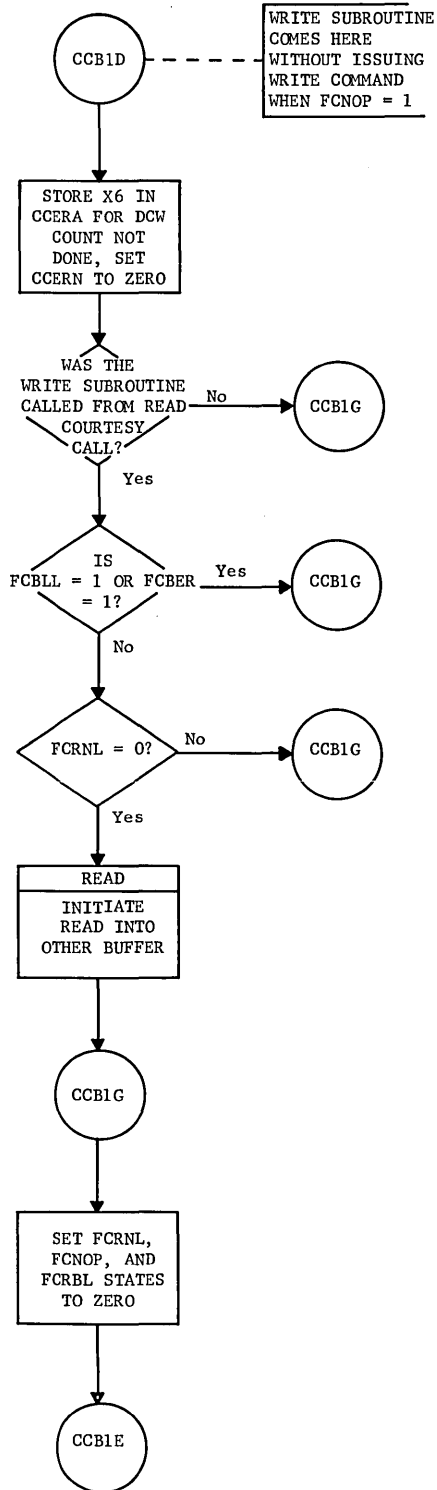 CCB1D
WRITE SUBROUTINE
COMES HERE
WITHOUT ISSUING
WRITE COMMAND
WHEN FCNOP = 1
STORE X6 IN
CCERA FOR DCW
COUNT NOT
DONE, SET
CCERN TO ZERO
WAS THE
WRITE SUBROUTINE
CALLED FROM READ
COURTESY
CALL?
No
CCB1G
Yes
IS
FCBLL = 1 OR FCBER
= 1?
Yes
CCB1G
No
FCRNL = 0?
No
CCB1G
Yes
READ
INITIATE
READ INTO
OTHER BUFFER
CCB1G
SET FCRNL,
FCNOP, AND
FCRBL STATES
TO ZERO
CCB1E